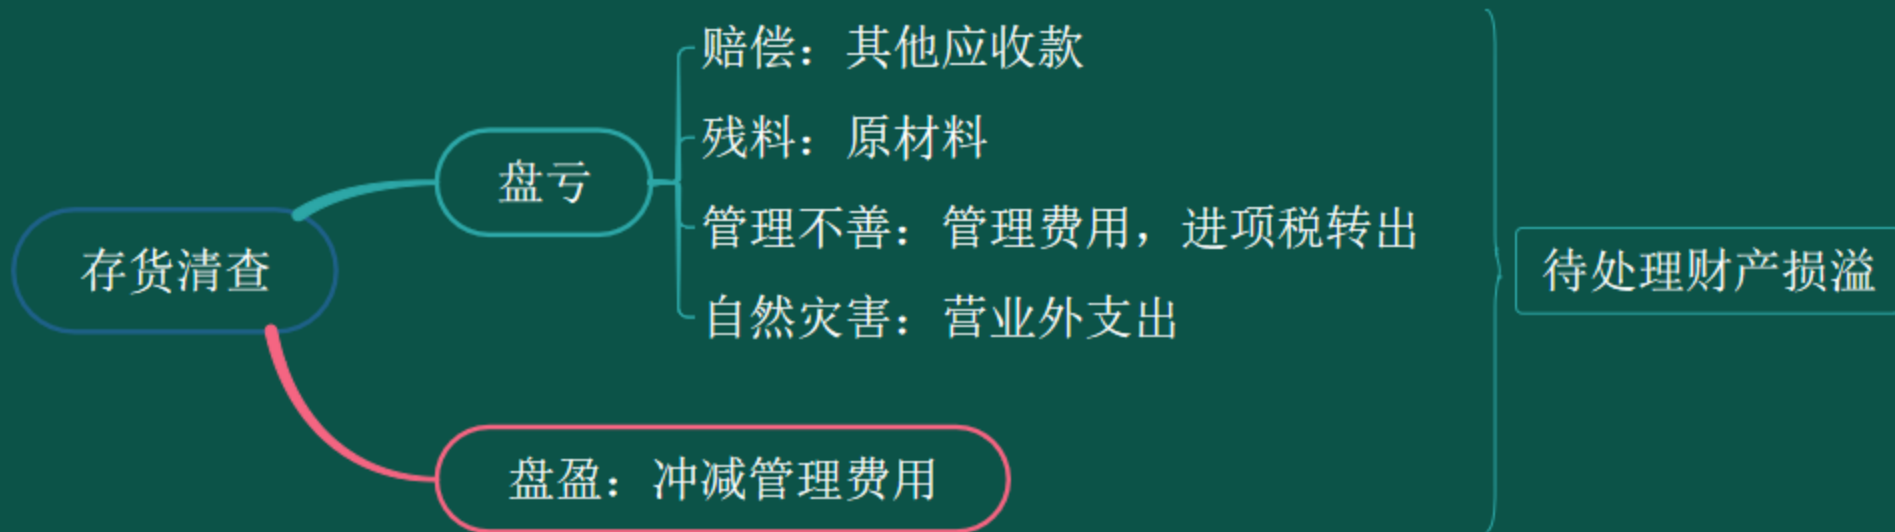 存货清查
盘亏
赔偿：其他应收款
残料：原材料
管理不善：管理费用，进项税转出
自然灾害：营业外支出
盘盈：冲减管理费用
待处理财产损溢